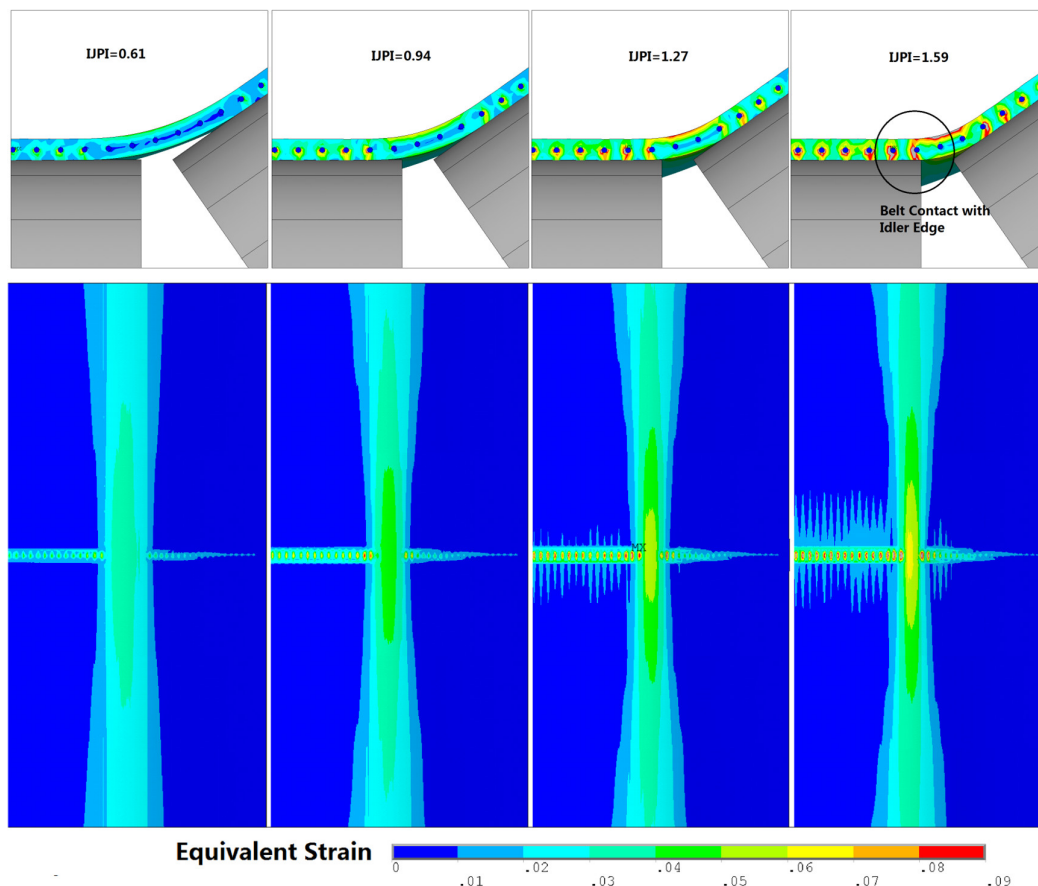 IJPI=0.61
IJPI=0.94
IJPI=1.27
IJPI=1.59
Belt Contact with
Idler Edge
MX
Equivalent Strain
0 .02 .04 .06 .08
.01 .03 .05 .07 .09